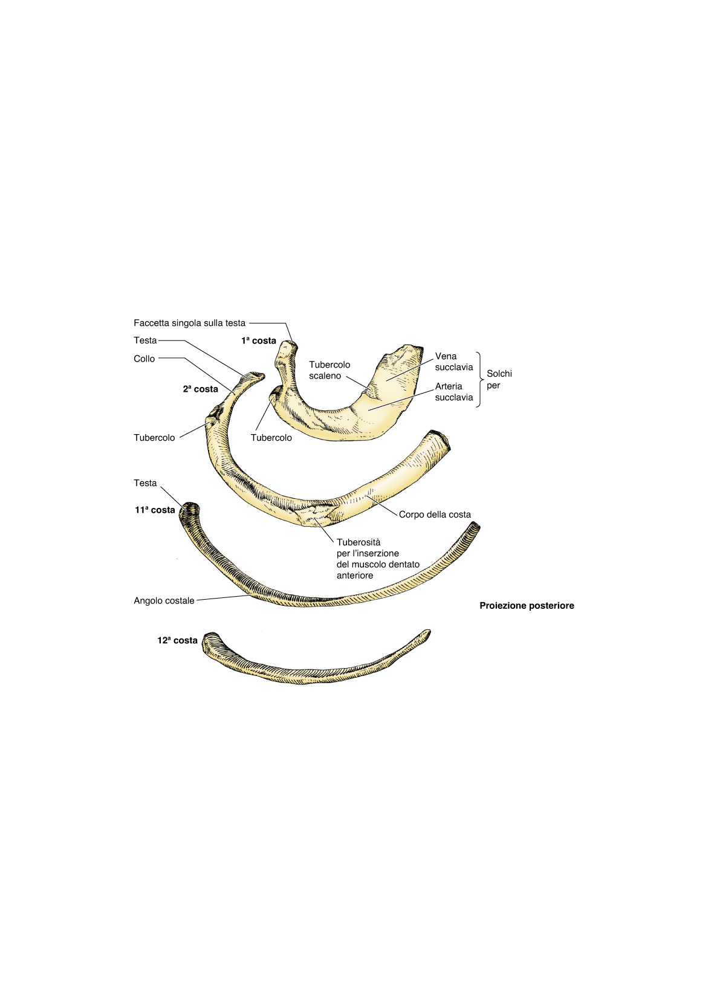 Faccetta singola sulla testa
Testa
1ª costa
Collo
Vena
succlavia
Tubercolo
scaleno
Solchi
per
2ª costa
Arteria
succlavia
Tubercolo
Tubercolo
Testa
11ª costa
Corpo della costa
Tuberosità
per l'inserzione
del muscolo dentato
anteriore
Angolo costale
Proiezione posteriore
12ª costa